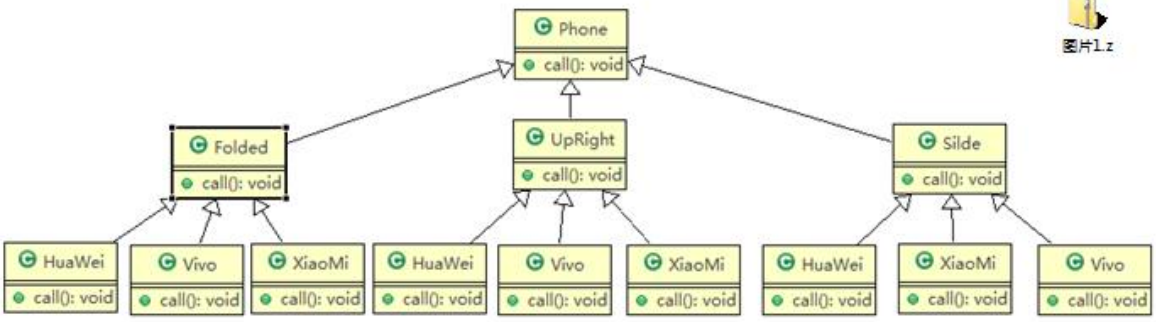 Phone
call(): void
图片1.z
Folded
call(): void
UpRight
call(): void
Silde
call(): void
HuaWei
call(): void
Vivo
call(): void
XiaoMi
call(): void
HuaWei
call(): void
Vivo
call(): void
XiaoMi
call(): void
HuaWei
call(): void
XiaoMi
call(): void
Vivo
call(): void